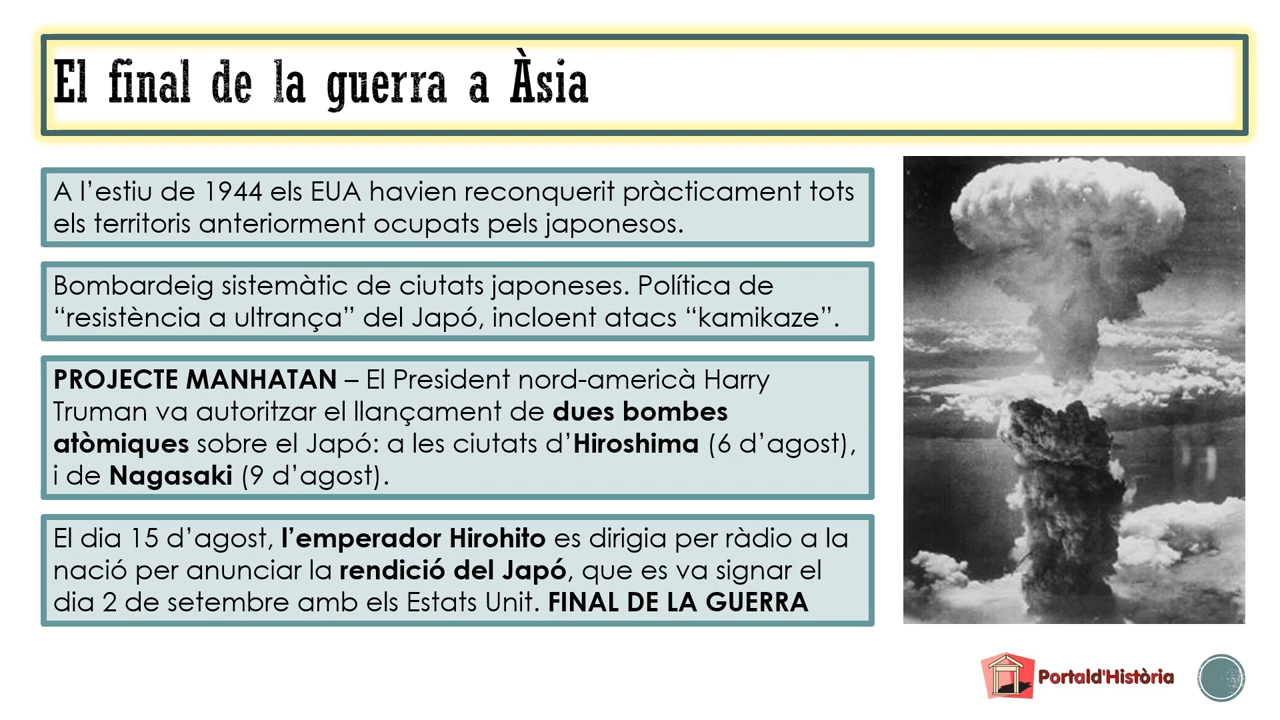 El final de la guerra a Àsia
A l’estiu de 1944 els EUA havien reconquerit pràcticament tots
els territoris anteriorment ocupats pels japonesos.
Bombardeig sistemàtic de ciutats japoneses. Política de
“resistència a ultrança” del Japó, incloent atacs “kamikaze”.
PROJECTE MANHATAN – El President nord-americà Harry
Truman va autoritzar el llançament de dues bombes
atòmiques sobre el Japó: a les ciutats d’Hiroshima (6 d’agost),
i de Nagasaki (9 d’agost).
El dia 15 d’agost, l’emperador Hirohito es dirigia per ràdio a la
nació per anunciar la rendició del Japó, que es va signar el
dia 2 de setembre amb els Estats Unit. FINAL DE LA GUERRA
Portald'Història